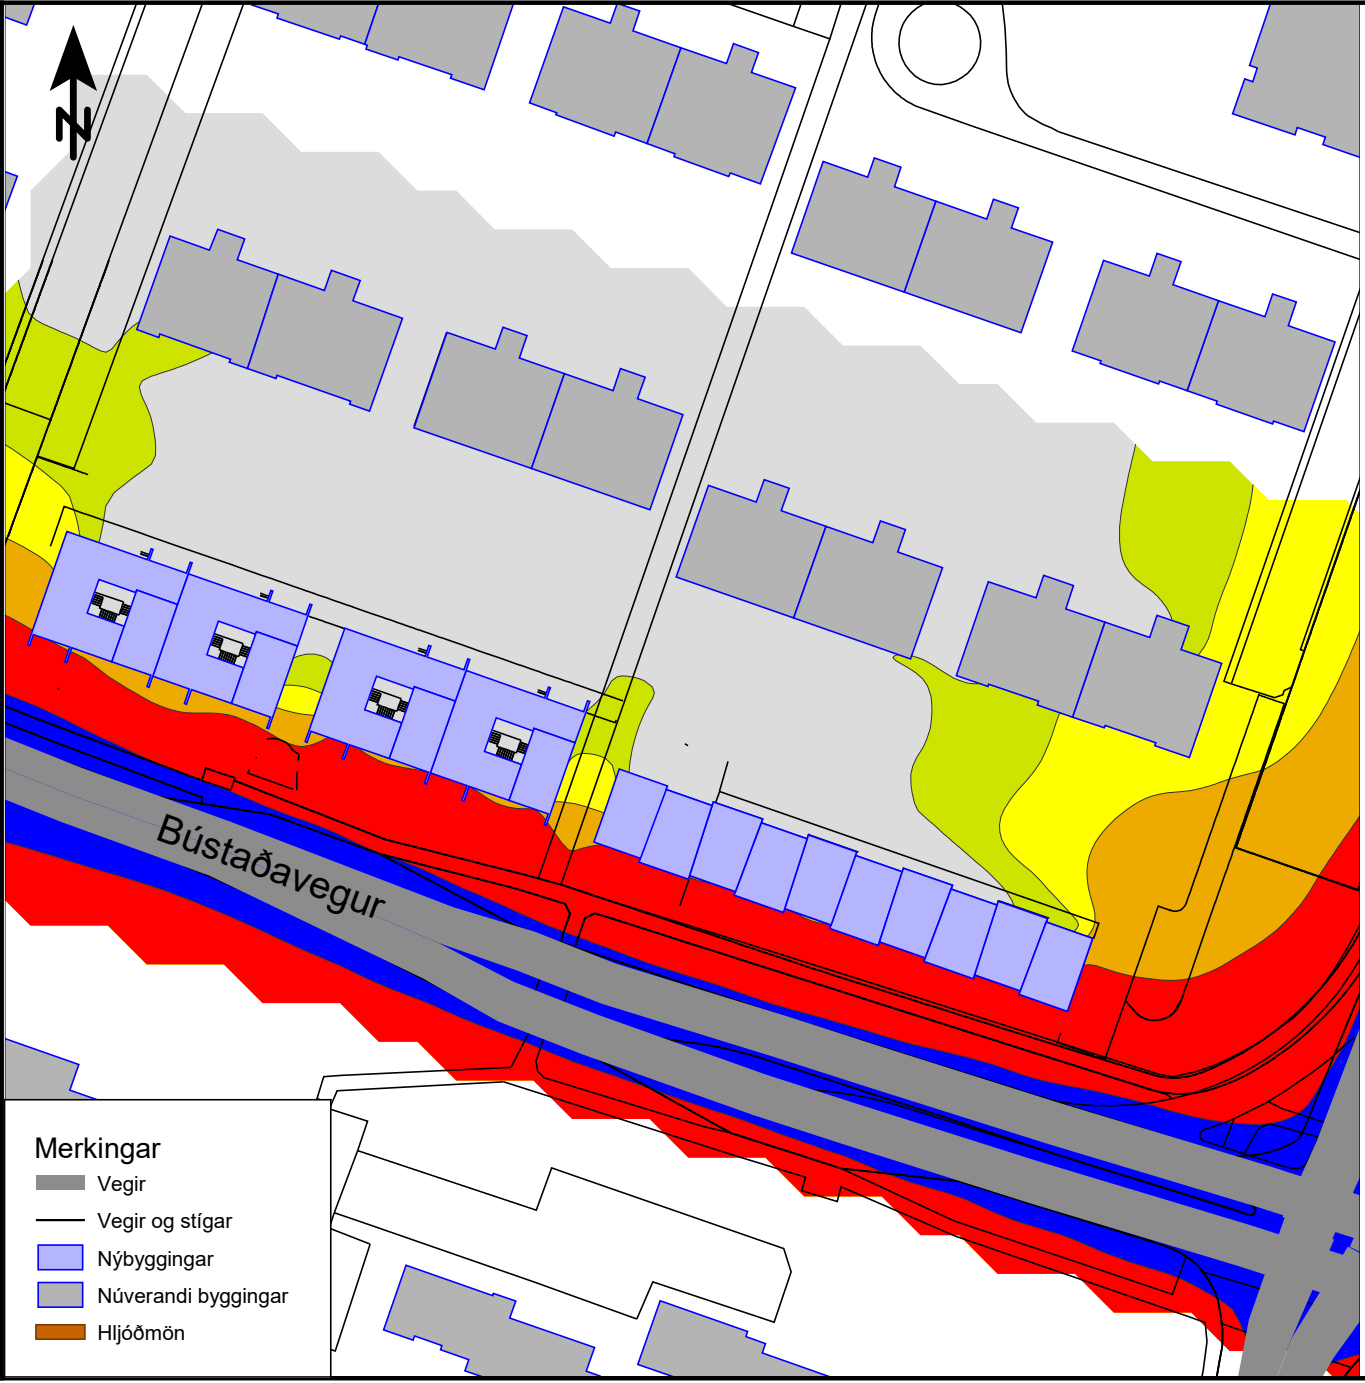 N
Bústaðavegur
Merkingar
Vegir
Vegir og stígar
Nýbyggingar
Núverandi byggingar
Hljóðmön